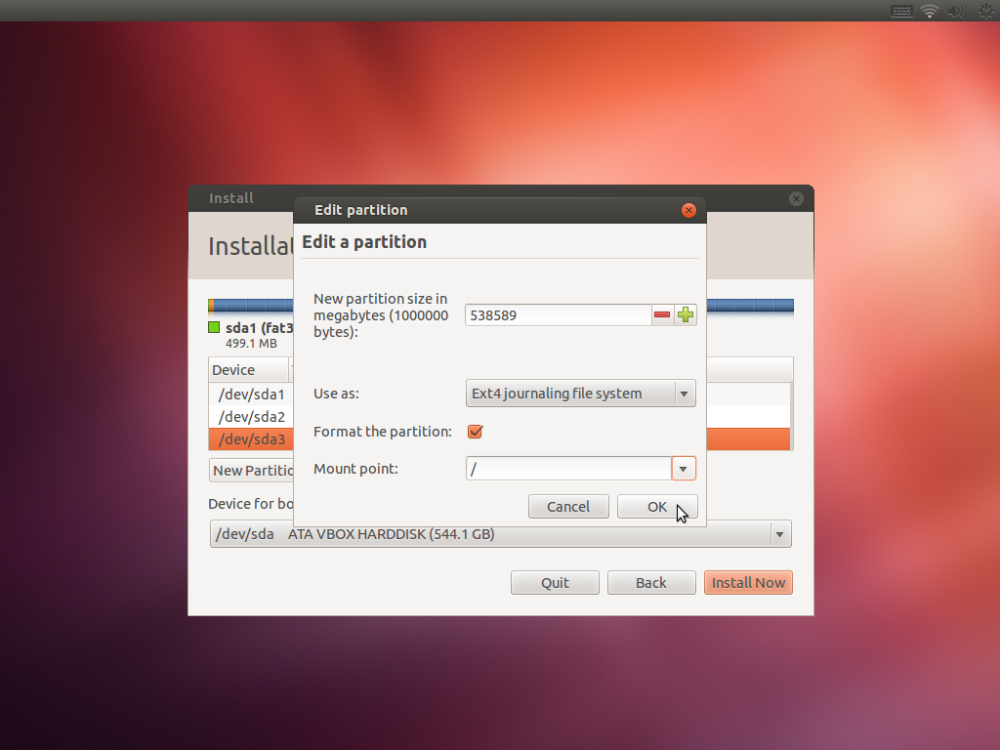 Install
Edit partition
Installat
Edit a partition
New partition size in
megabytes (1000000
bytes):
538589
sda1 (fat3
499.1 MB
Device
/dev/sda1
/dev/sda2
/dev/sda3
Use as:
Ext4 journaling file system
Format the partition:
Mount point:
/
New Partitio
Cancel
OK
Device for bo
/dev/sda ATA VBOX HARDDISK (544.1 GB)
Quit
Back
Install Now